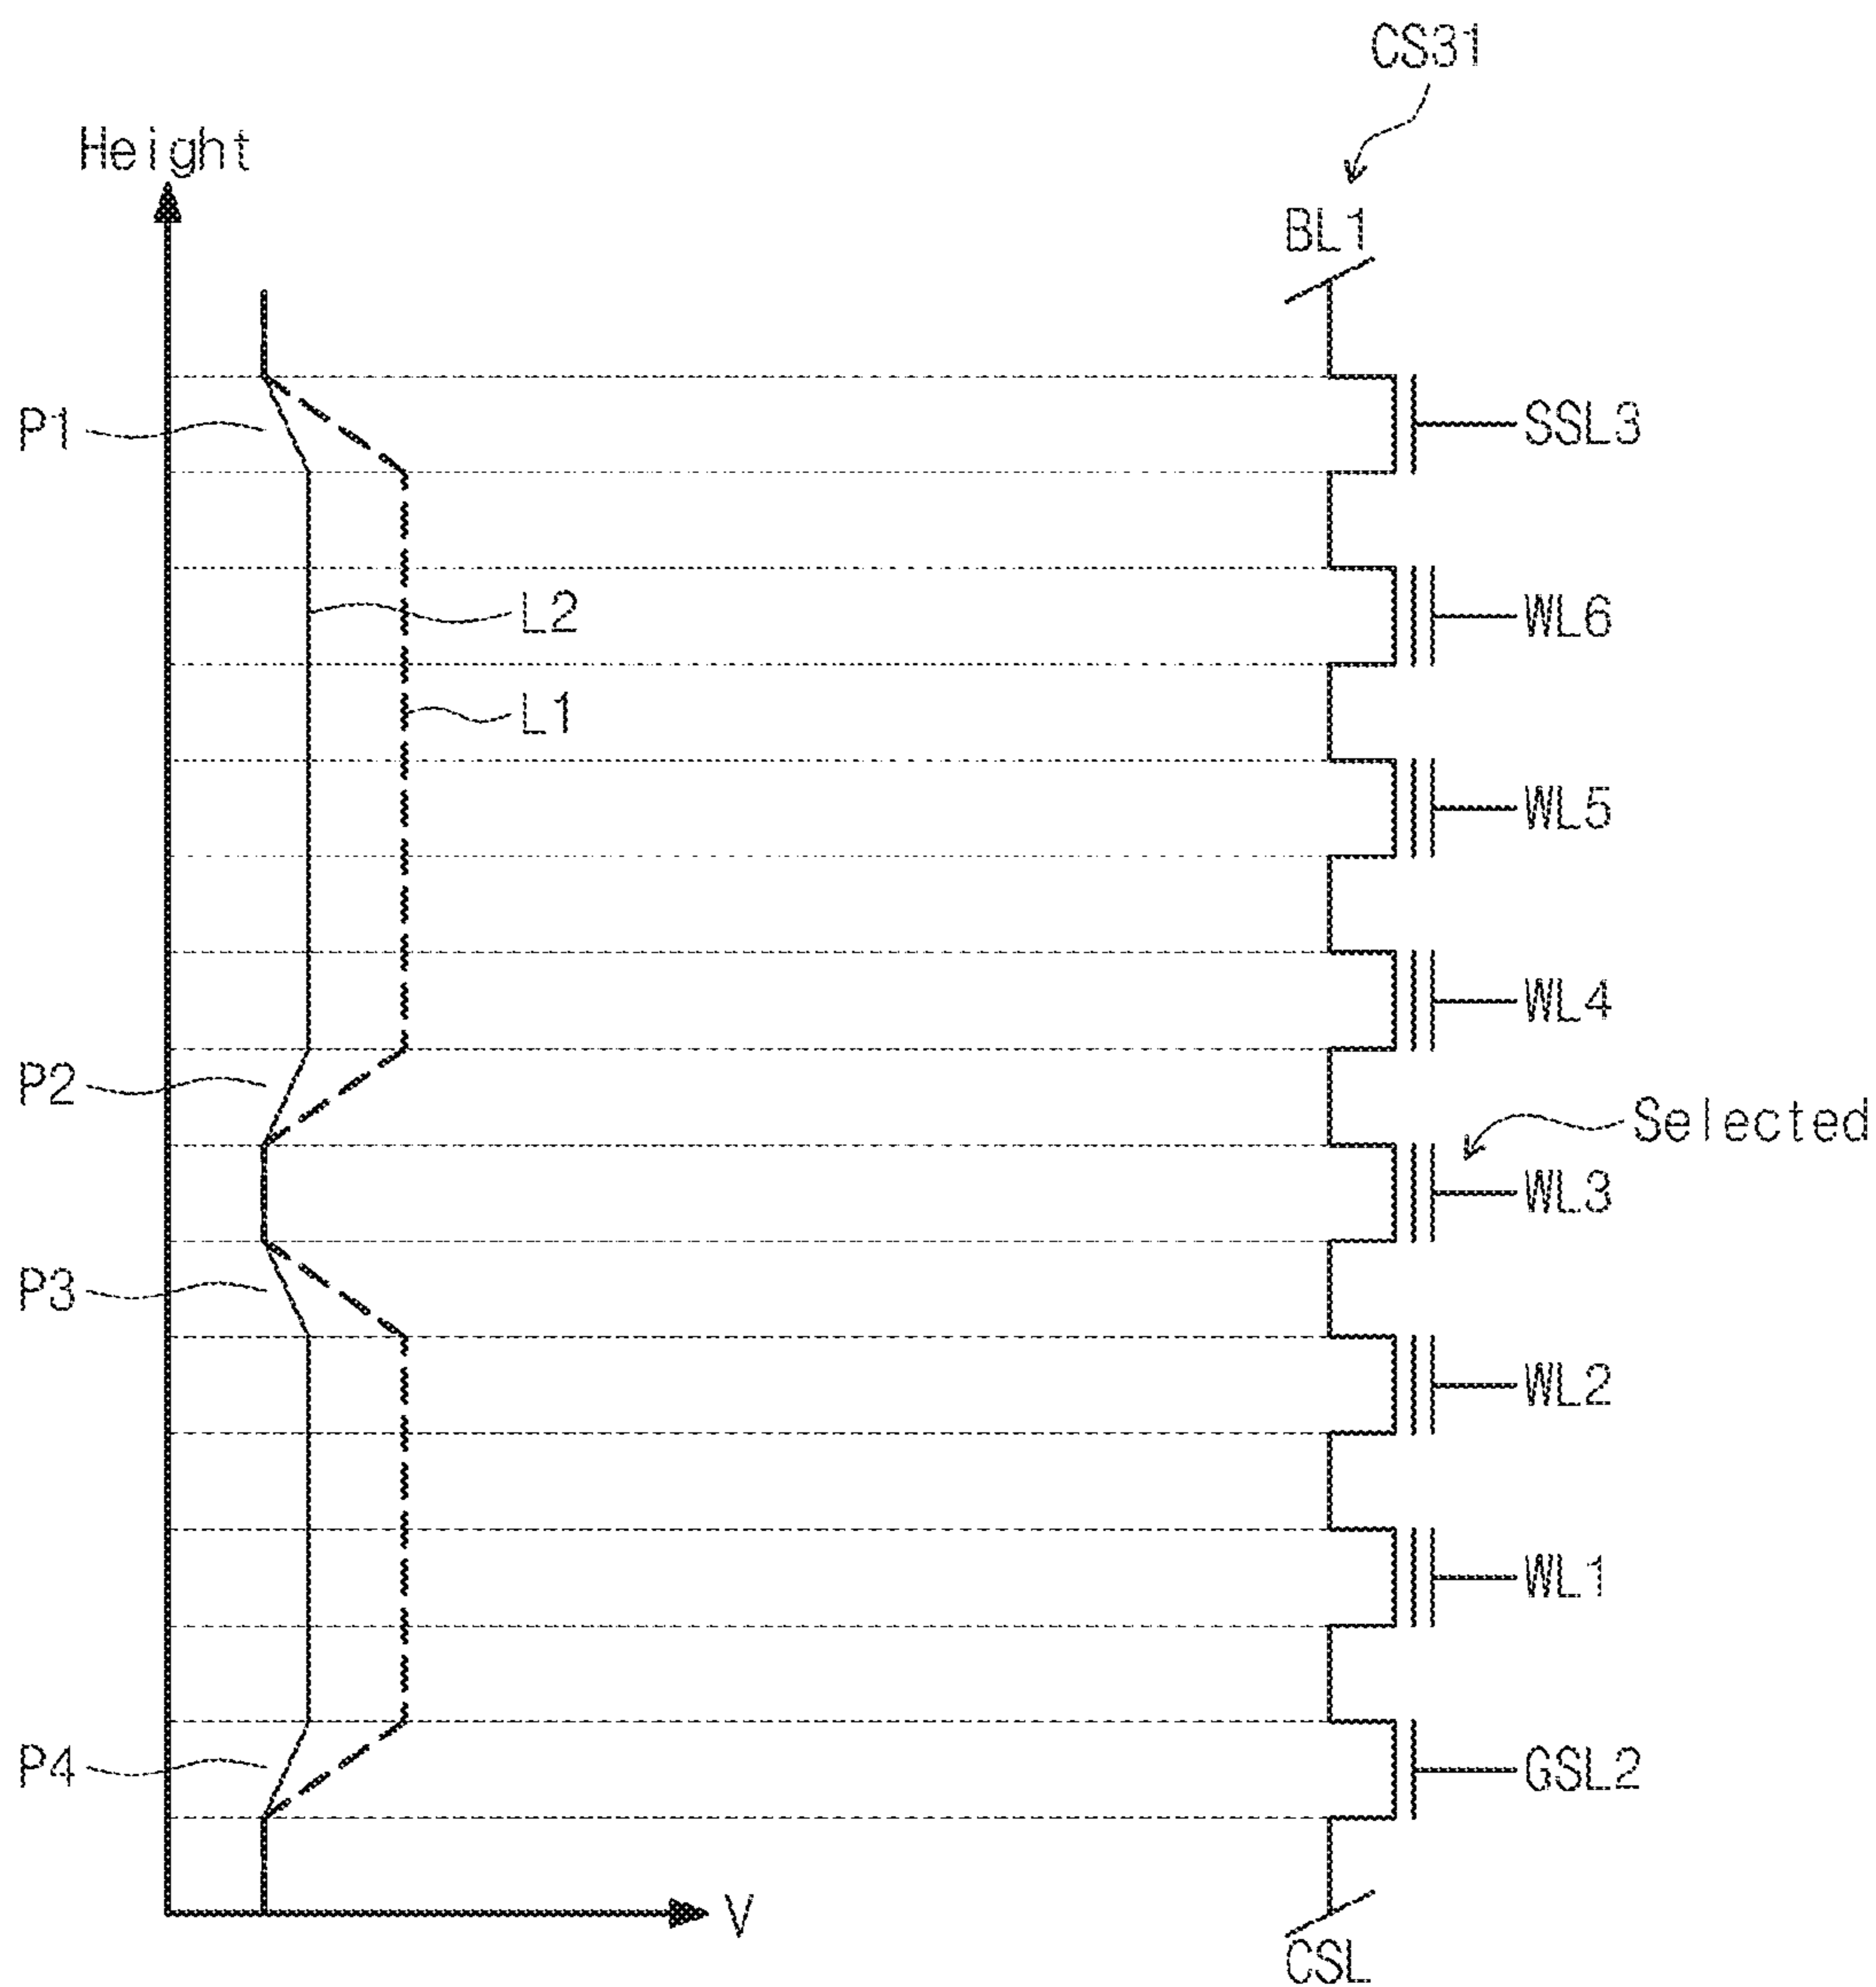 CS31
Height
BL1
P1
SSL3
L2
WL6
L1
WL5
WL4
P2
Selected
WL3
P3
WL2
WL1
P4
GSL2
V
CSL